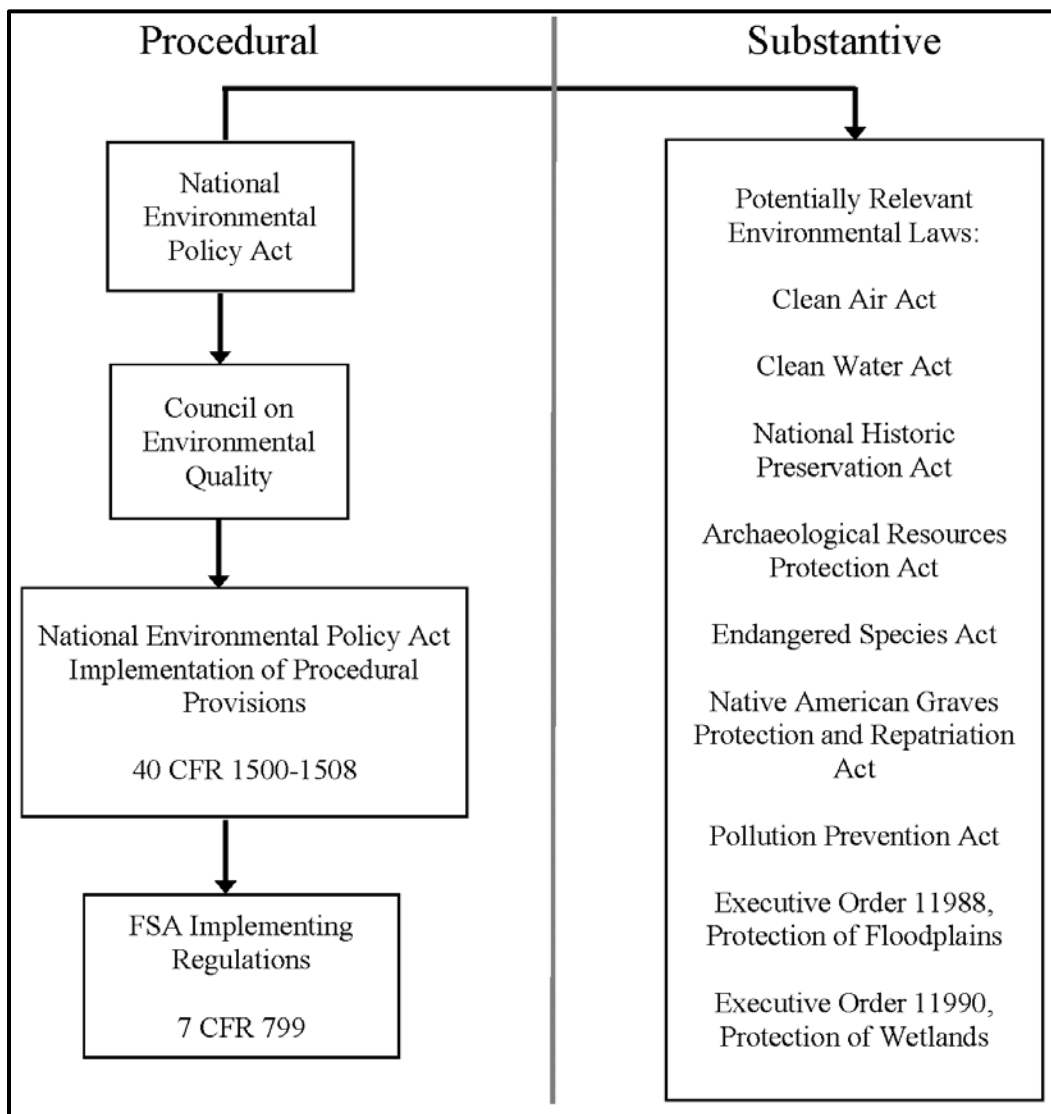 Procedural
National
Environmental
Policy Act
Council on
Environmental
Quality
National Environmental Policy Act
Implementation of Procedural
Provisions
40 CFR 1500-1508
FSA Implementing
Regulations
7 CFR 799
Substantive
Potentially Relevant
Environmental Laws:
Clean Air Act
Clean Water Act
National Historic
Preservation Act
Archaeological Resources
Protection Act
Endangered Species Act
Native American Graves
Protection and Repatriation
Act
Pollution Prevention Act
Executive Order 11988,
Protection of Floodplains
Executive Order 11990,
Protection of Wetlands